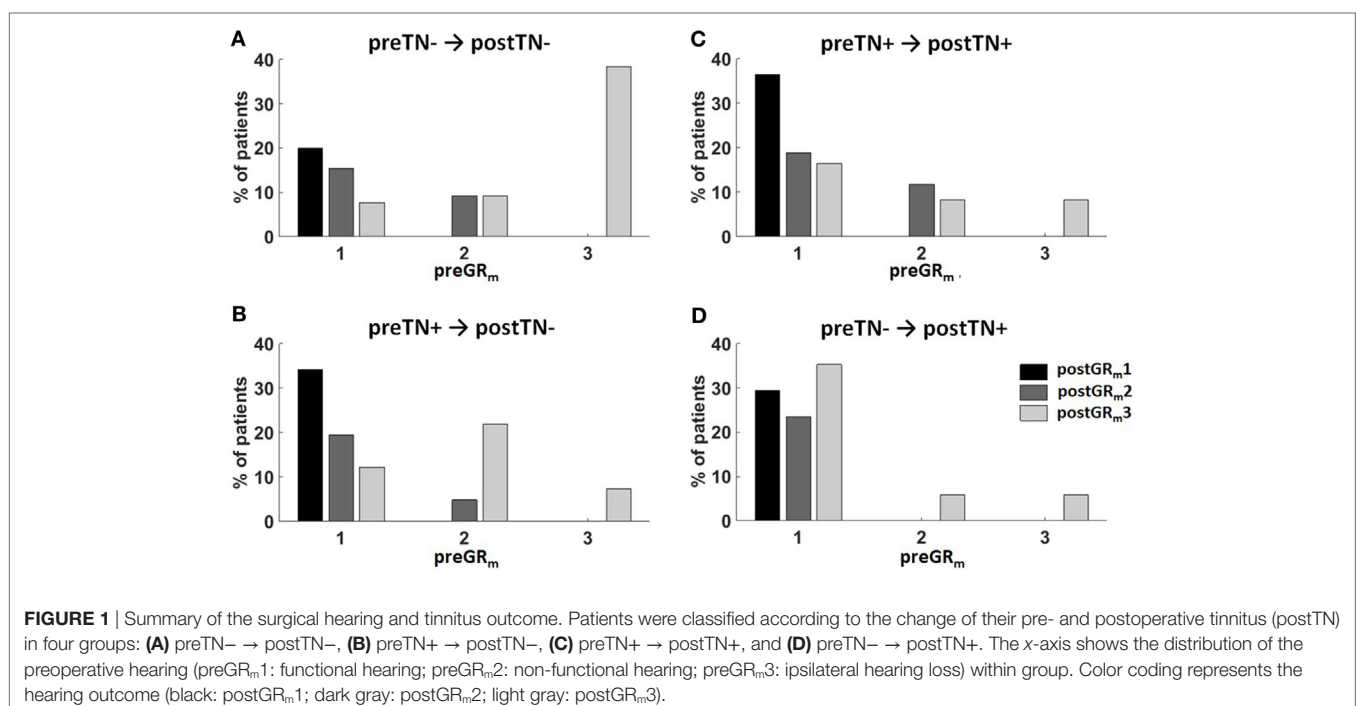 A
preTN- → postTN-
% of patients
40
30
20
10
0
1
2
3
preGRm
C
preTN+ → postTN+
% of patients
40
30
20
10
0
1
2
3
preGRm
B
preTN+ → postTN-
% of patients
40
30
20
10
0
1
2
3
preGRm
D
preTN- → postTN+
% of patients
40
30
20
10
0
1
2
3
preGRm
postGRm1
postGRm2
postGRm3
FIGURE 1 | Summary of the surgical hearing and tinnitus outcome. Patients were classified according to the change of their pre- and postoperative tinnitus (postTN)
in four groups: (A) preTN− → postTN−, (B) preTN+ → postTN−, (C) preTN+ → postTN+, and (D) preTN− → postTN+. The x-axis shows the distribution of the
preoperative hearing (preGRm1: functional hearing; preGRm2: non-functional hearing; preGRm3: ipsilateral hearing loss) within group. Color coding represents the
hearing outcome (black: postGRm1; dark gray: postGRm2; light gray: postGRm3).